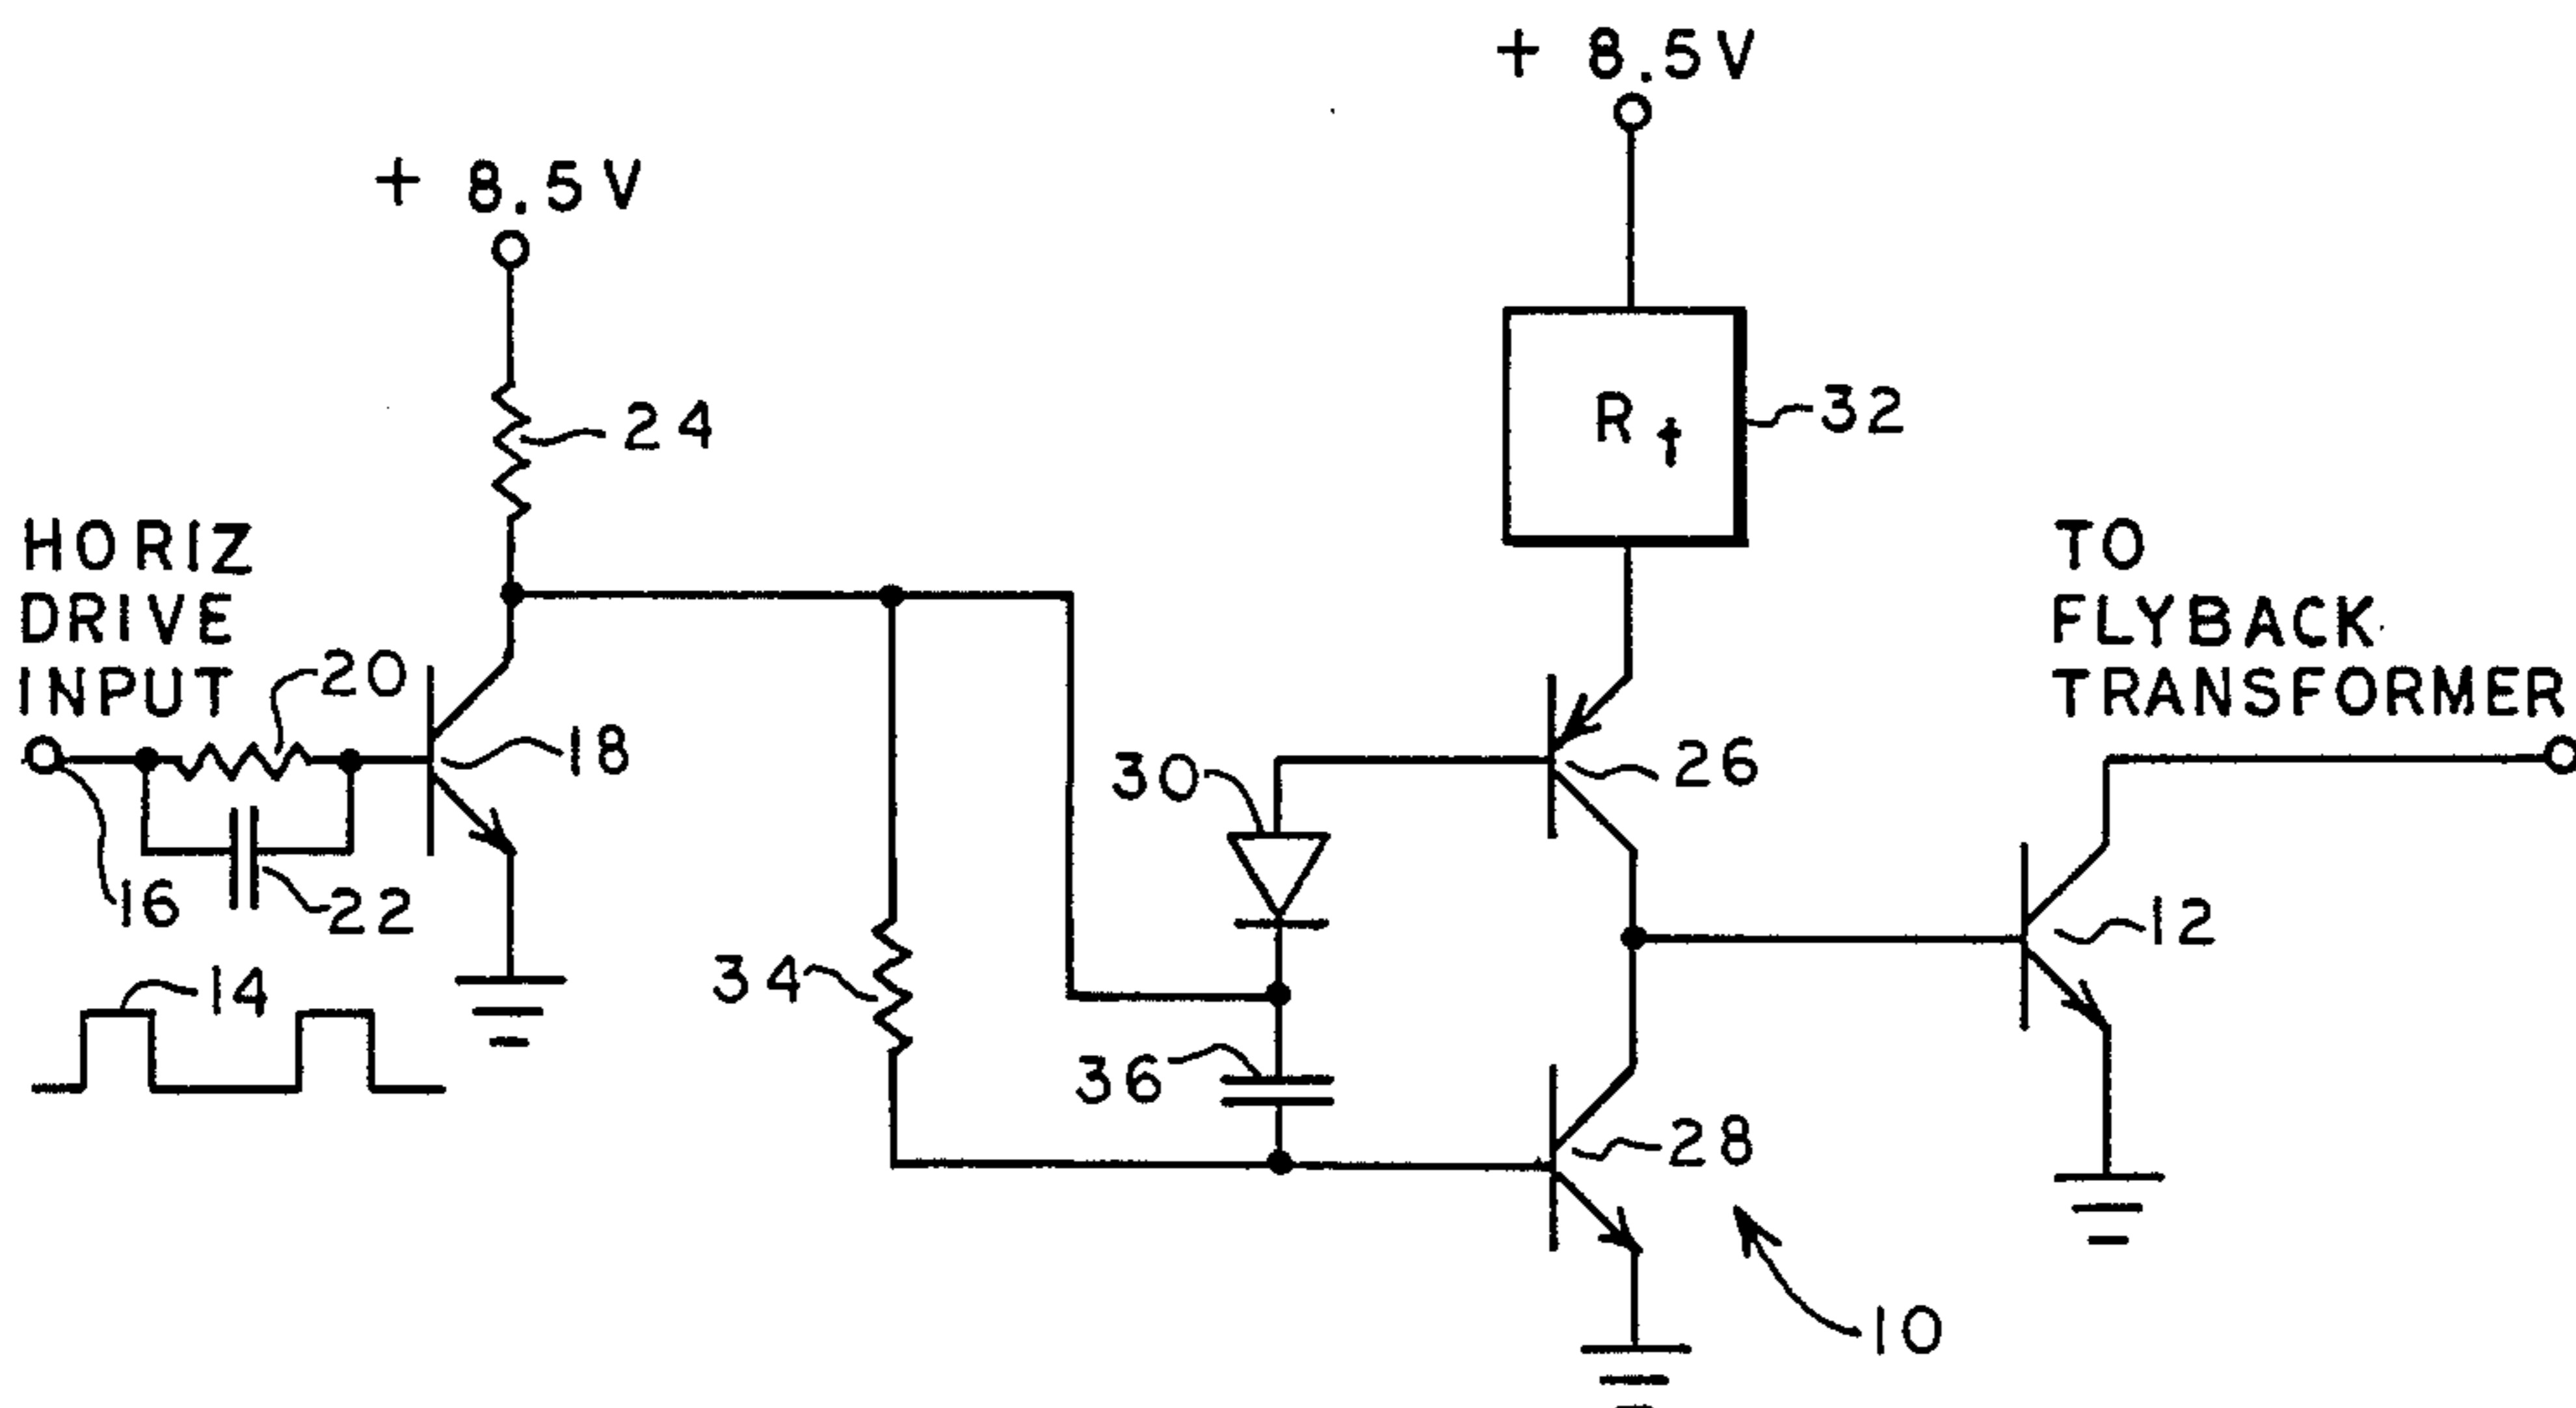 + 8.5V
+ 8.5V
24
R t
32
HORIZ
DRIVE
INPUT
TO
FLYBACK
TRANSFORMER
20
18
30
26
16
22
12
14
34
36
28
10